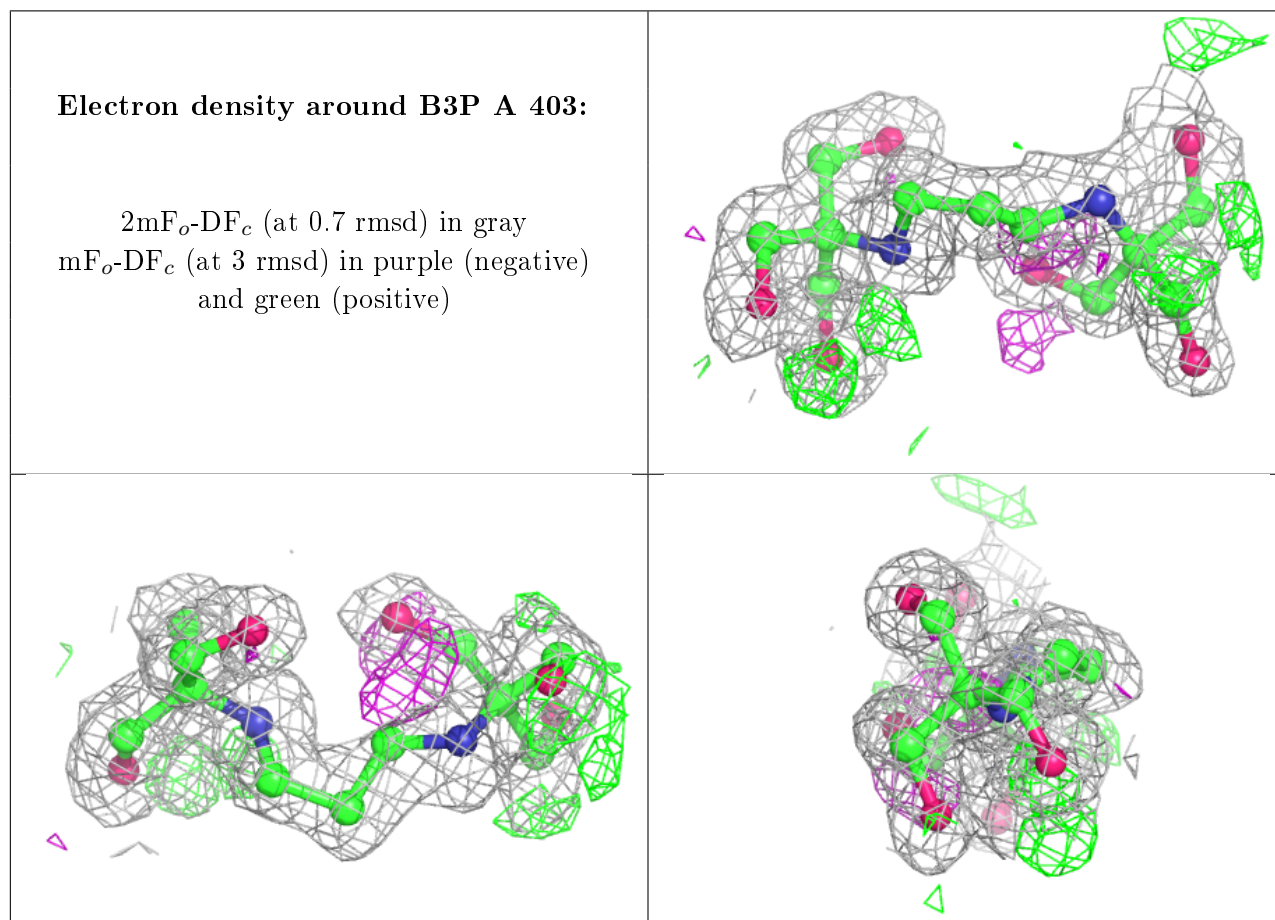 Electron density around B3P A 403:
2mFo-DFc (at 0.7 rmsd) in gray
mFo-DFc (at 3 rmsd) in purple (negative)
and green (positive)